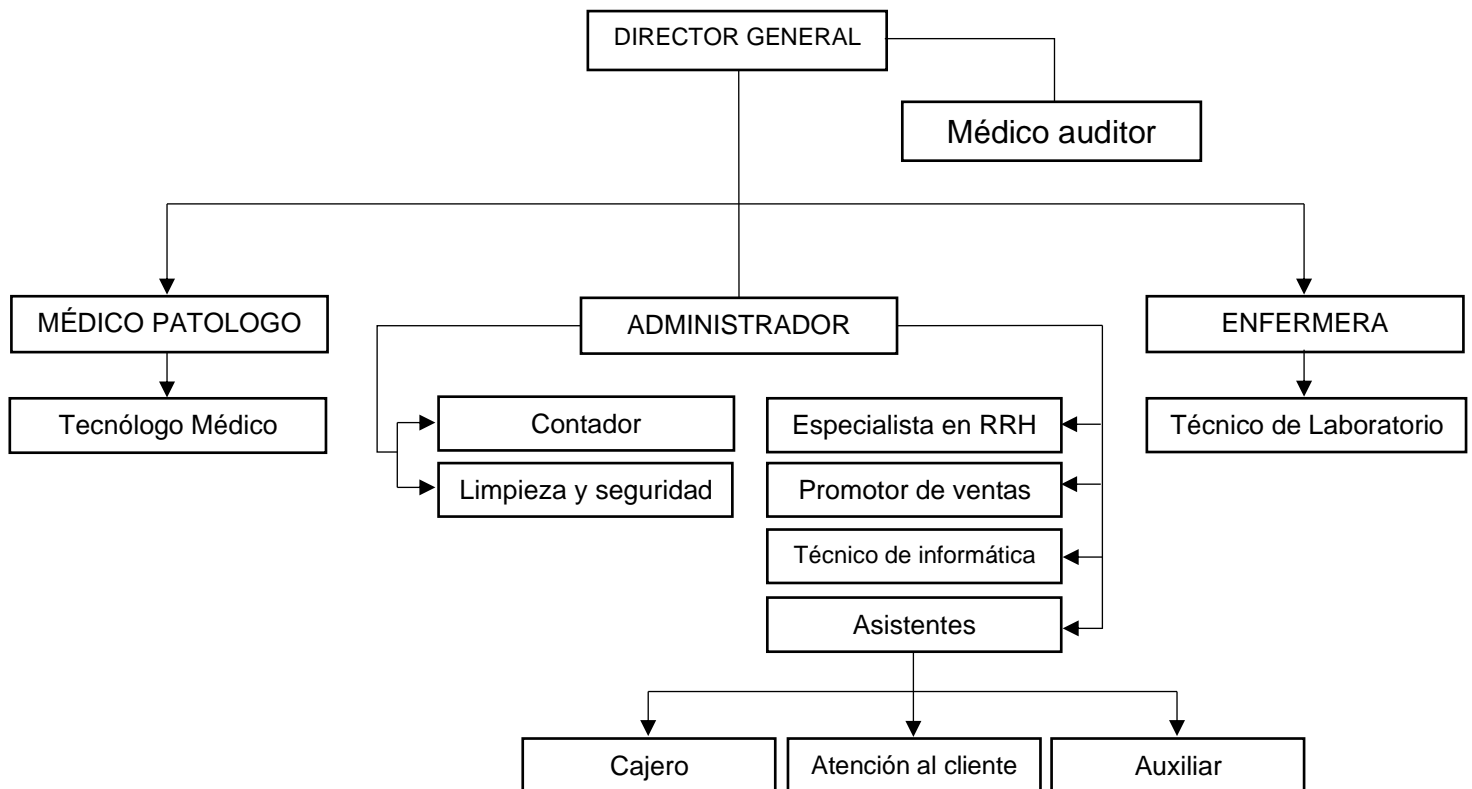 DIRECTOR GENERAL
Médico auditor
MÉDICO PATOLOGO
ADMINISTRADOR
ENFERMERA
Tecnólogo Médico
Contador
Especialista en RRH
Técnico de Laboratorio
Limpieza y seguridad
Promotor de ventas
Técnico de informática
Asistentes
Cajero
Atención al cliente
Auxiliar